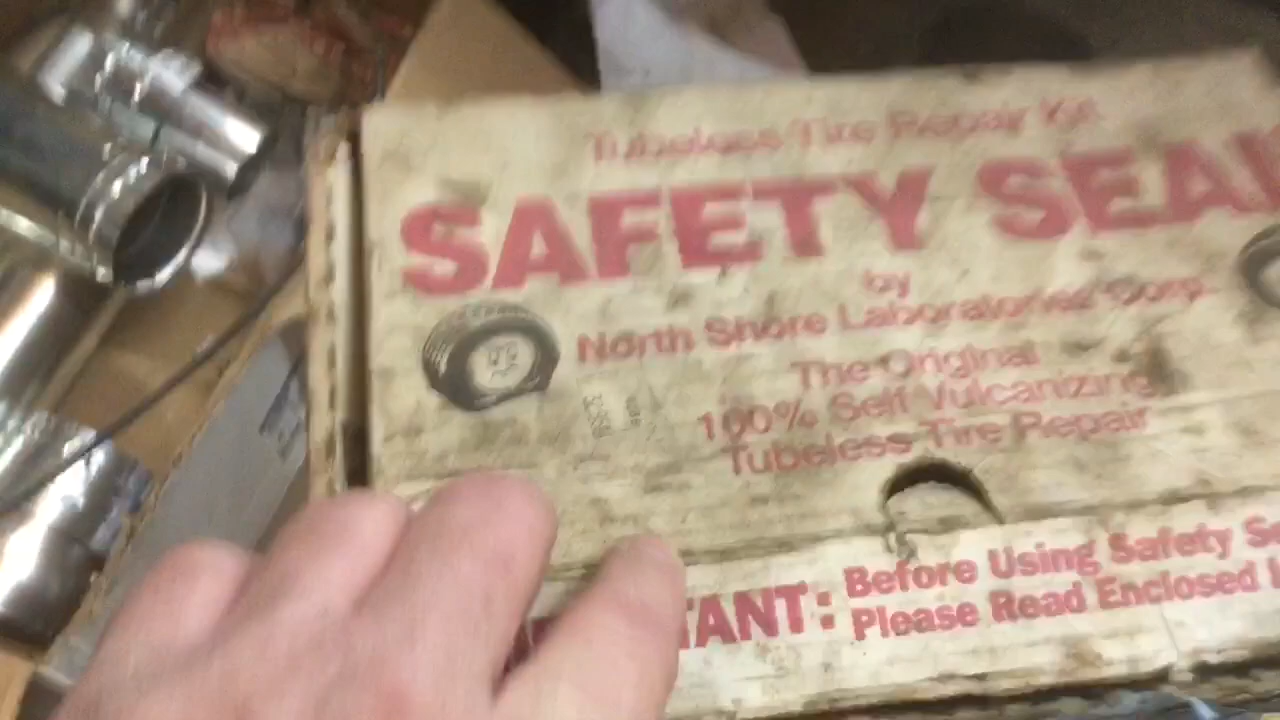 Tubeless Tire Repair Kit
SAFETY SEA
by
North Shore Laboratories Corp.
The Original
100% Self Vulcanizing
Tubeless Tire Repair
TANT: Before Using Safety Se
Please Read Enclosed